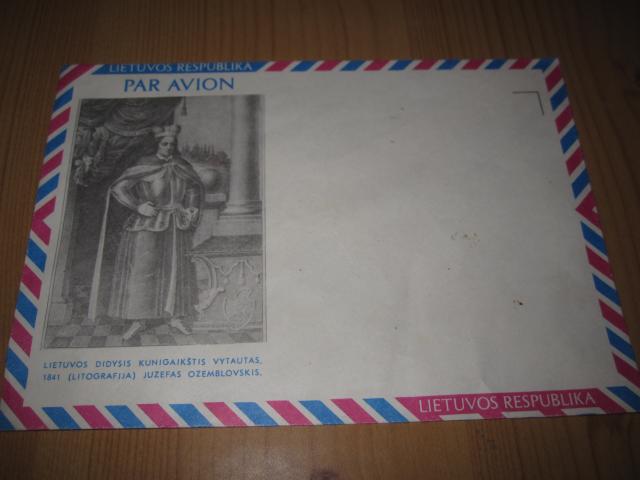 LIETUVOS RESPUBLIKA
PAR AVION
LIETUVOS DIDYSIS KUNIGAIKŠTIS VYTAUTAS,
1841 (LITOGRAFIJA) JUZEFAS OZEMBLOVSKIS.
LIETUVOS RESPUBLIKA